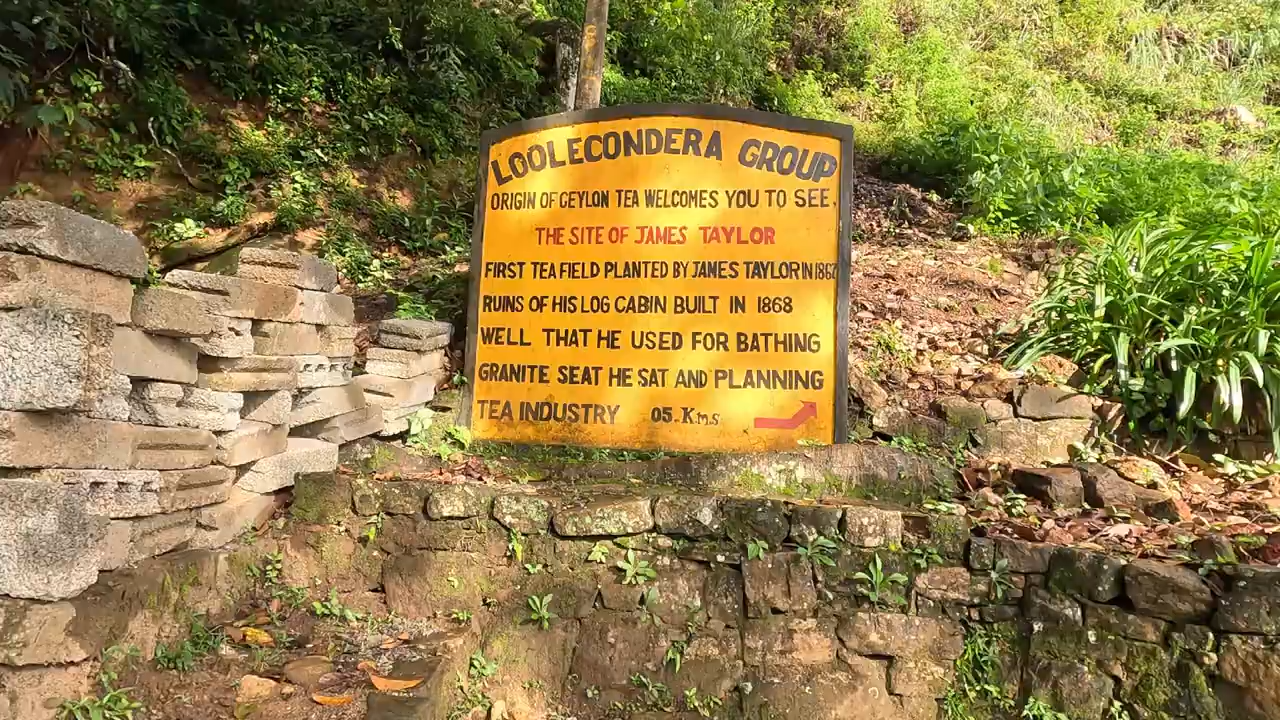 LOOLECONDERA GROUP
ORIGIN OF CEYLON TEA WELCOMES YOU TO SEE,
THE SITE OF JAMES TAYLOR
FIRST TEA FIELD PLANTED BY JAMES TAYLOR IN 1867
RUINS OF HIS LOG CABIN BUILT IN 1868
WELL THAT HE USED FOR BATHING
GRANITE SEAT HE SAT AND PLANNING
TEA INDUSTRY 05.Kms